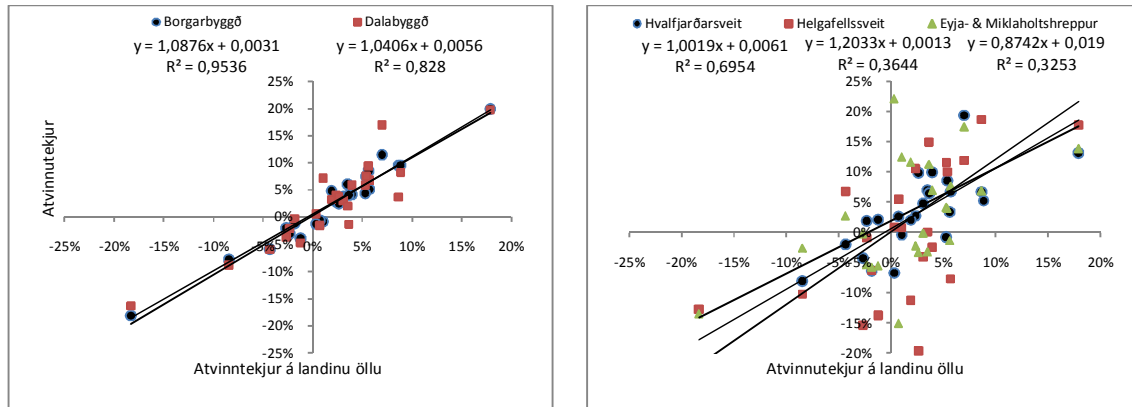 Borgarbyggð Dalabyggð
y = 1,0876x + 0,0031 y = 1,0406x + 0,0056
R² = 0,9536 R² = 0,828
25%
20%
15%
10%
5%
0%
-5%
-10%
-15%
-20%
-25%
-25% -20% -15% -10% -5% 0% 5% 10% 15% 20%
Atvinnutekjur
Atvinntekjur á landinu öllu
Hvalfjarðarsveit Helgafellssveit Eyja- & Miklaholtshreppur
y = 1,0019x + 0,0061 y = 1,2033x + 0,0013 y = 0,8742x + 0,019
R² = 0,6954 R² = 0,3644 R² = 0,3253
25%
20%
15%
10%
5%
0%
-5%
-10%
-15%
-20%
-20% -15% -10% -5% 0% 5% 10% 15% 20%
Atvinnutekjur á landinu öllu